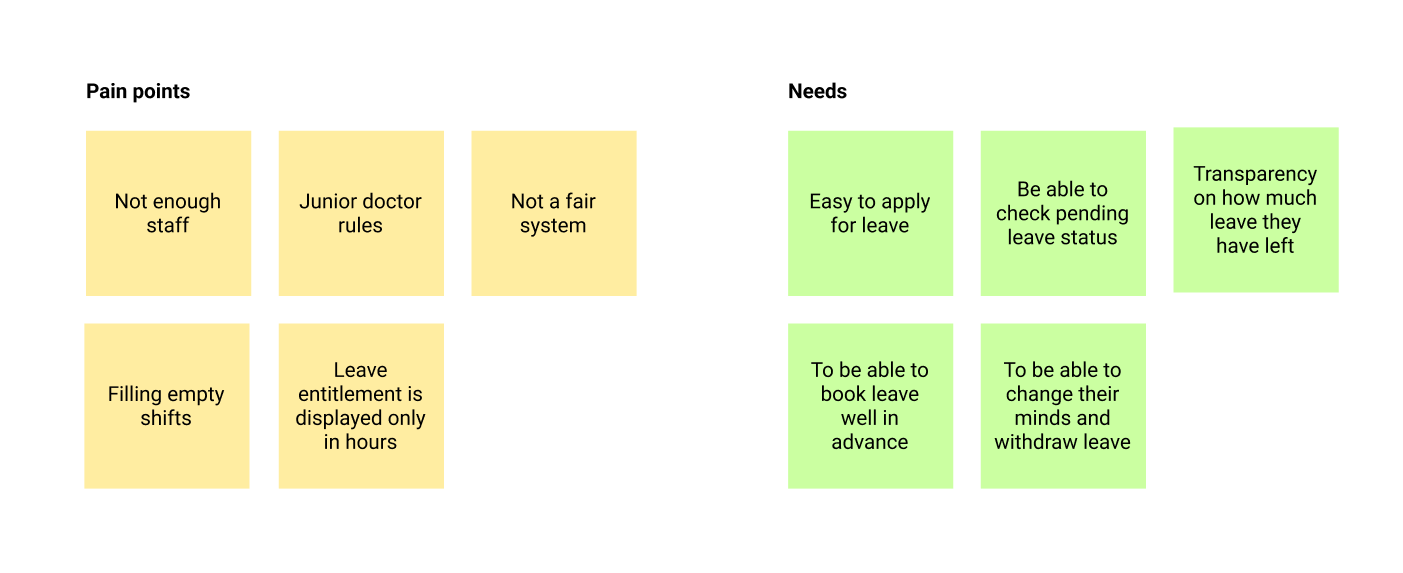 Pain points
Not enough
staff
Junior doctor
rules
Not a fair
system
Filling empty
shifts
Leave
entitlement is
displayed only
in hours
Needs
Easy to apply
for leave
Be able to
check pending
leave status
Transparency
on how much
leave they
have left
To be able to
book leave
well in
advance
To be able to
change their
minds and
withdraw leave